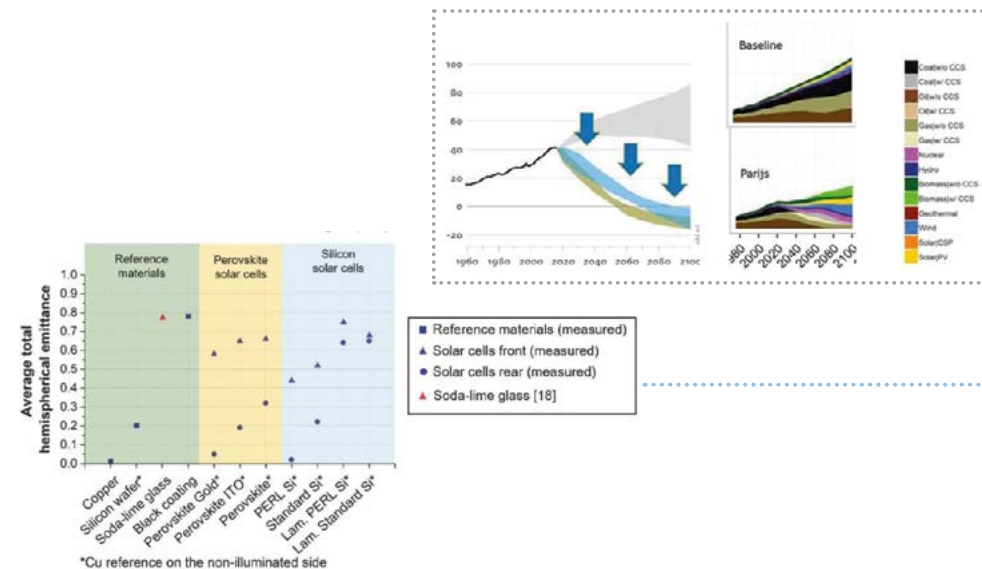 Baseline
100
80
60
40
20
0
-20
1960
1980
2000
2020
2040
2060
2080
2100
Parijs
1980
2000
2020
2040
2060
2080
2100
Coal|w/o CCS
Coal|w/ CCS
Oil|w/o CCS
Oil|w/ CCS
Gas|w/o CCS
Gas|w/ CCS
Nuclear
Hydro
Biomass|w/o CCS
Biomass|w/ CCS
Geothermal
Wind
Solar|CSP
Solar|PV
Reference
materials
Perovskite
solar cells
Silicon
solar cells
Average total
hemispherical emittance
1.0
0.9
0.8
0.7
0.6
0.5
0.4
0.3
0.2
0.1
0.0
Copper
Silicon wafer*
Soda-lime glass
Black coating
Perovskite Gold*
Perovskite ITO*
Perovskite*
PERL Si*
Standard Si*
Lam. PERL Si*
Lam. Standard Si*
*Cu reference on the non-illuminated side
Reference materials (measured)
Solar cells front (measured)
Solar cells rear (measured)
Soda-lime glass [18]